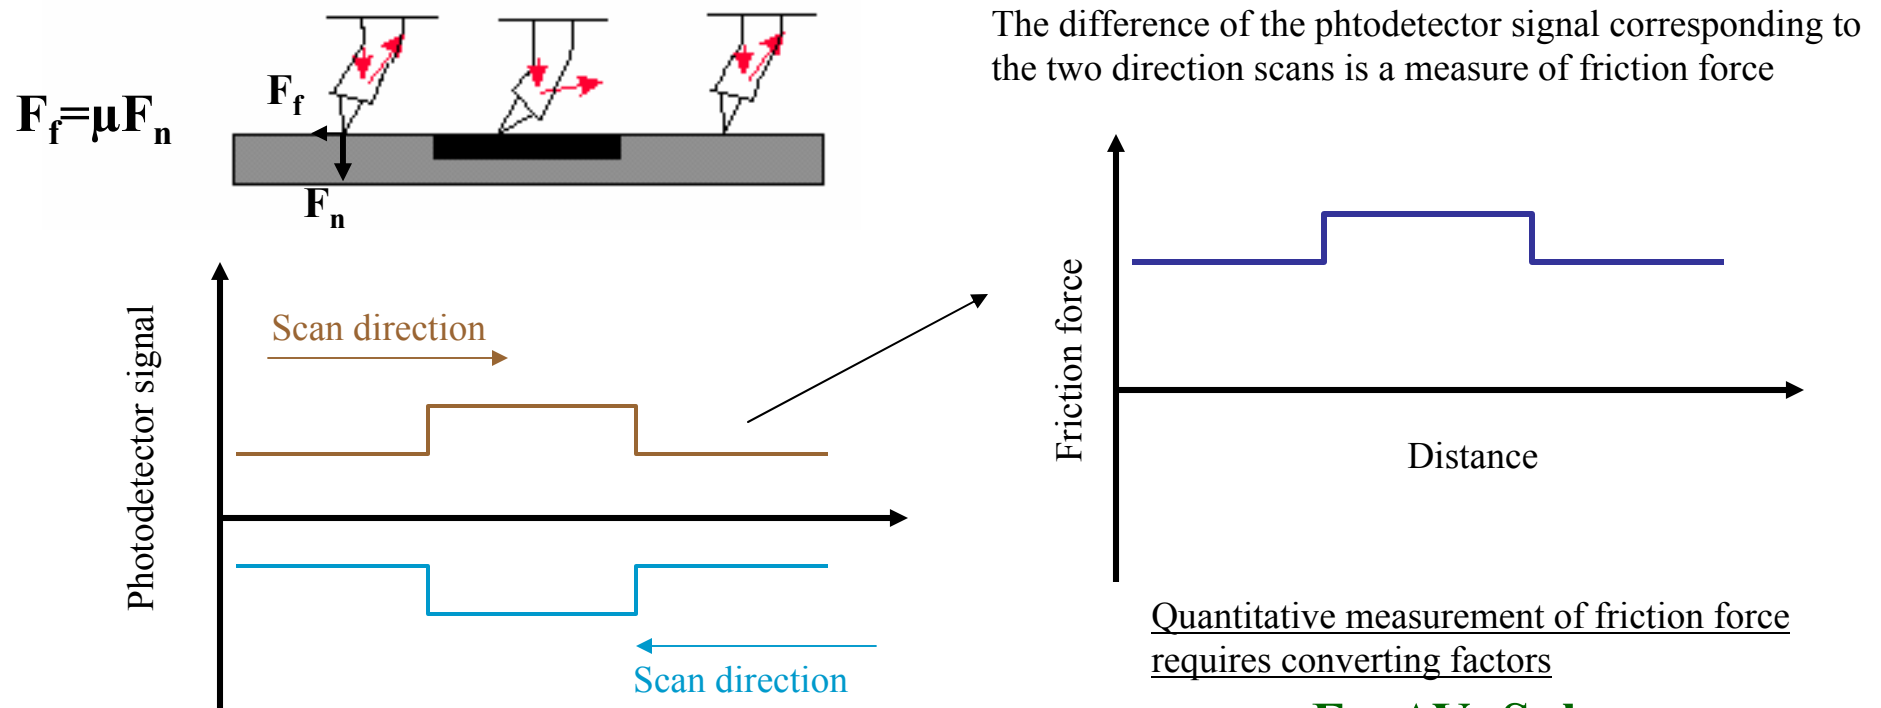 The difference of the phtodetector signal corresponding to
the two direction scans is a measure of friction force
Ff=μFn
Ff
Fn
Photodetector signal
Scan direction
Scan direction
Friction force
Distance
Quantitative measurement of friction force
requires converting factors